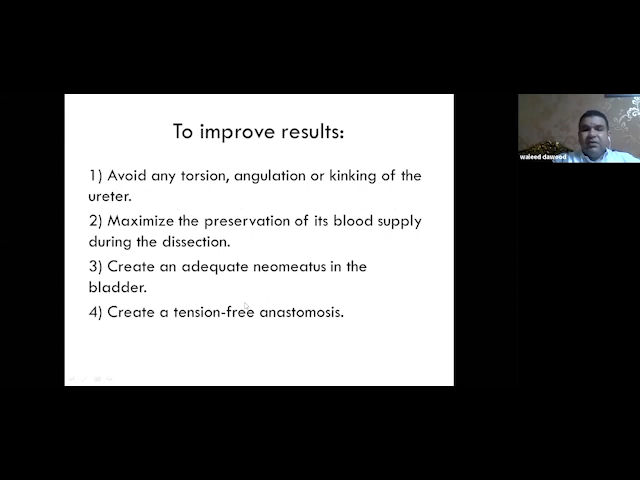 To improve results:
1) Avoid any torsion, angulation or kinking of the
ureter.
2) Maximize the preservation of its blood supply
during the dissection.
3) Create an adequate neomeatus in the
bladder.
4) Create a tension-free anastomosis.
waleed dawood